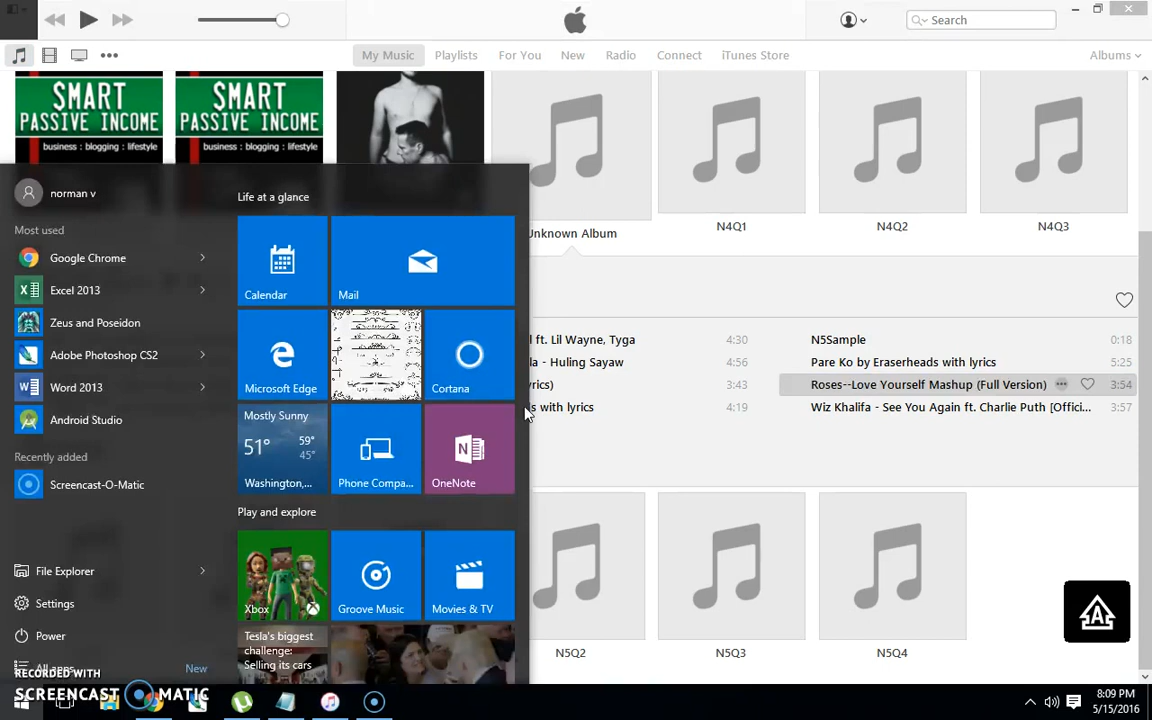 Search
My Music
Playlists
For You
New
Radio
Connect
iTunes Store
Albums
$MART
PASSIVE INCOME
business : blogging : lifestyle
$MART
PASSIVE INCOME
business : blogging : lifestyle
Unknown Album
N4Q1
N4Q2
N4Q3
l ft. Lil Wayne, Tyga
4:30
la - Huling Sayaw
4:56
rics)
3:43
s with lyrics
4:19
N5Sample
0:18
Pare Ko by Eraserheads with lyrics
5:25
Roses--Love Yourself Mashup (Full Version)
3:54
Wiz Khalifa - See You Again ft. Charlie Puth [Offici...
3:57
N5Q2
N5Q3
N5Q4
norman v
Most used
Google Chrome
Excel 2013
Zeus and Poseidon
Adobe Photoshop CS2
Word 2013
Android Studio
Recently added
Screencast-O-Matic
File Explorer
Settings
Power
All apps
New
Life at a glance
Calendar
Mail
Microsoft Edge
Cortana
Mostly Sunny
51°
59°
45°
Washington,...
Phone Compa...
OneNote
Play and explore
Xbox
Groove Music
Movies & TV
Tesla's biggest
challenge:
Selling its cars
RECORDED WITH
SCREENCAST MATIC
8:09 PM
5/15/2016